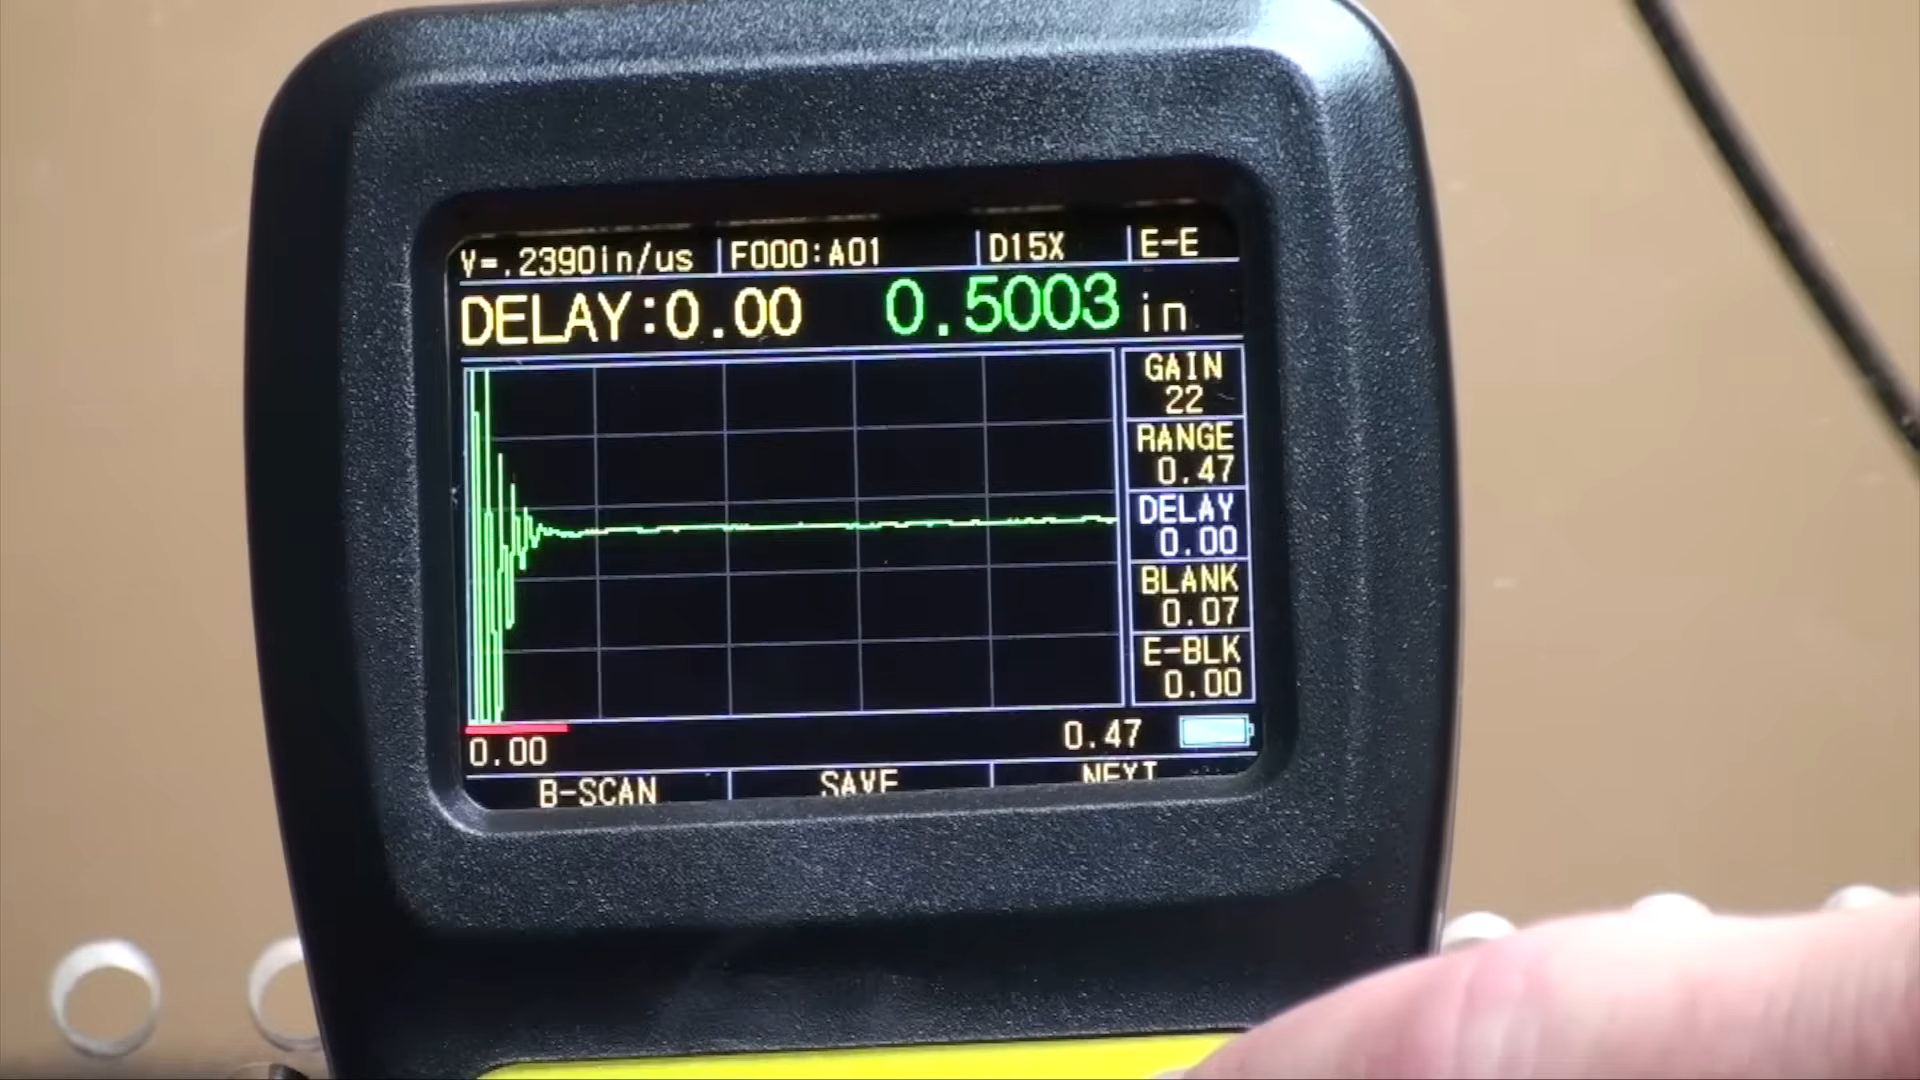 V=.2390in/us F000:A01 D15X E-E
DELAY:0.00 0.5003 in
GAIN
22
RANGE
0.47
DELAY
0.00
BLANK
0.07
E-BLK
0.00
0.00 0.47
B-SCAN SAVE NEXT